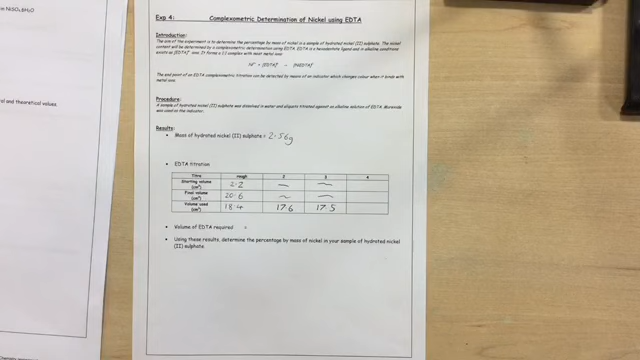 n NiSO₄.6H₂O
al and theoretical values.
Exp 4: Complexometric Determination of Nickel using EDTA
Introduction:
The aim of the experiment is to determine the percentage by mass of nickel in a sample of hydrated nickel (II) sulphate. The nickel
content will be determined by a complexometric determination using EDTA. EDTA is a hexadentate ligand and in alkaline conditions
exists as [EDTA]⁴⁻ ions. It forms a 1:1 complex with most metal ions:
The end point of an EDTA complexometric titration can be detected by means of an indicator which changes colour when it binds with
metal ions.
Procedure:
A sample of hydrated nickel (II) sulphate was dissolved in water and aliquots titrated against an alkaline solution of EDTA. Murexide
was used as the indicator.
Results:
• Mass of hydrated nickel (II) sulphate = 2.56g
• EDTA titration
Titre rough 2 3 4
Starting volume (cm³) 2.2 — —
Final volume (cm³) 20.6 ~ —
Volume used (cm³) 18.4 17.6 17.5
• Volume of EDTA required =
• Using these results, determine the percentage by mass of nickel in your sample of hydrated nickel
(II) sulphate.